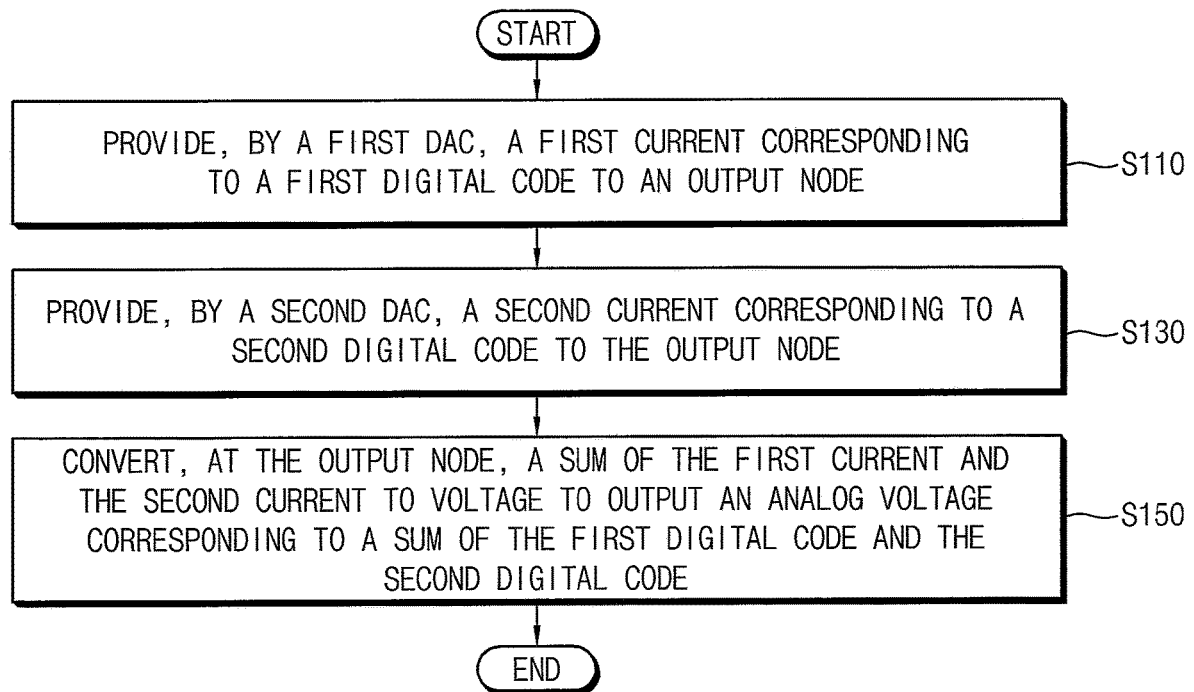 START
PROVIDE, BY A FIRST DAC, A FIRST CURRENT CORRESPONDING
TO A FIRST DIGITAL CODE TO AN OUTPUT NODE
S110
PROVIDE, BY A SECOND DAC, A SECOND CURRENT CORRESPONDING TO A
SECOND DIGITAL CODE TO THE OUTPUT NODE
S130
CONVERT, AT THE OUTPUT NODE, A SUM OF THE FIRST CURRENT AND
THE SECOND CURRENT TO VOLTAGE TO OUTPUT AN ANALOG VOLTAGE
CORRESPONDING TO A SUM OF THE FIRST DIGITAL CODE AND THE
SECOND DIGITAL CODE
S150
END